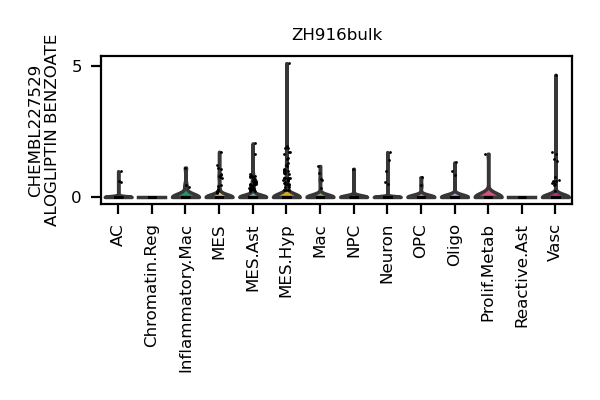 ZH916bulk
CHEMBL227529
ALOGLIPTIN BENZOATE
5
0
AC
Chromatin.Reg
Inflammatory.Mac
MES
MES.Ast
MES.Hyp
Mac
NPC
Neuron
OPC
Oligo
Prolif.Metab
Reactive.Ast
Vasc